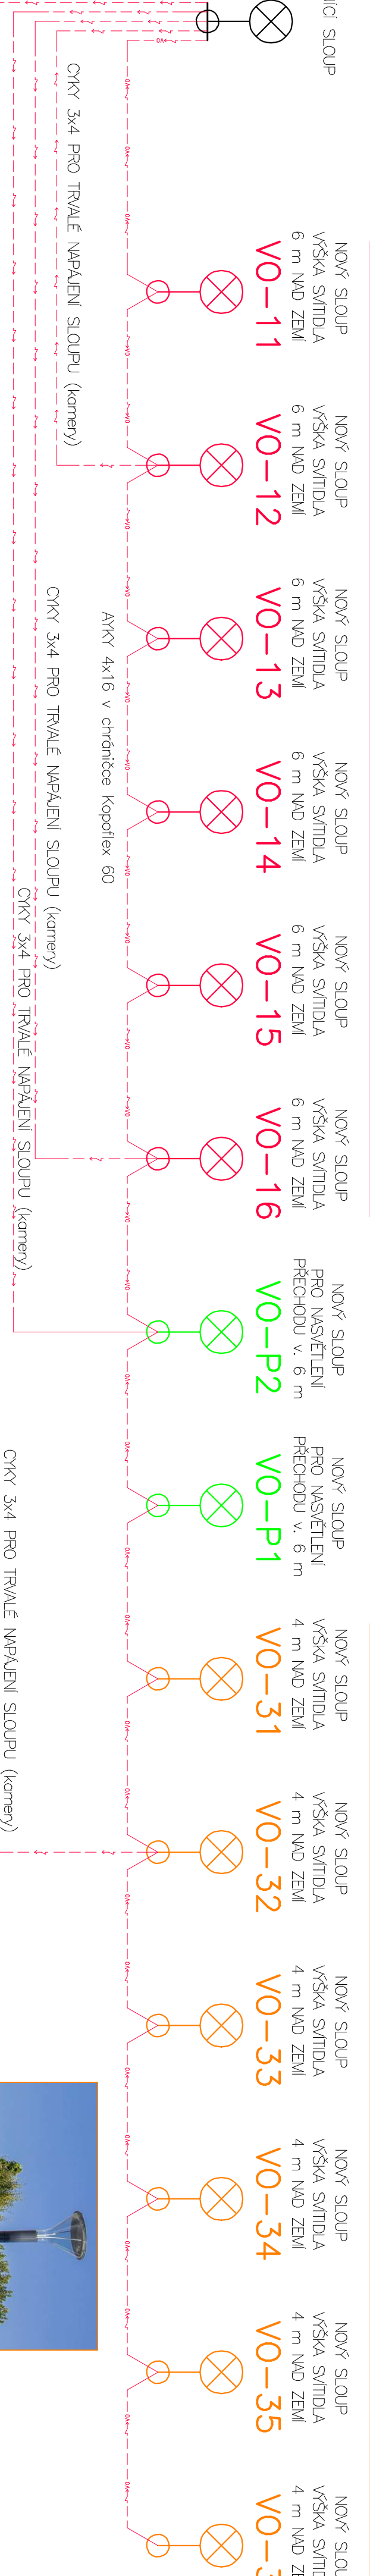 JÍCÍ SLOUP
NOVÝ SLOUP
VÝŠKA SVÍTIDLA
6 m NAD ZEMÍ
VO-11
NOVÝ SLOUP
VÝŠKA SVÍTIDLA
6 m NAD ZEMÍ
VO-12
NOVÝ SLOUP
VÝŠKA SVÍTIDLA
6 m NAD ZEMÍ
VO-13
NOVÝ SLOUP
VÝŠKA SVÍTIDLA
6 m NAD ZEMÍ
VO-14
NOVÝ SLOUP
VÝŠKA SVÍTIDLA
6 m NAD ZEMÍ
VO-15
NOVÝ SLOUP
VÝŠKA SVÍTIDLA
6 m NAD ZEMÍ
VO-16
NOVÝ SLOUP
PRO NASVĚTLENÍ
PŘECHODU v. 6 m
VO-P2
NOVÝ SLOUP
PRO NASVĚTLENÍ
PŘECHODU v. 6 m
VO-P1
NOVÝ SLOUP
VÝŠKA SVÍTIDLA
4 m NAD ZEMÍ
VO-31
NOVÝ SLOUP
VÝŠKA SVÍTIDLA
4 m NAD ZEMÍ
VO-32
NOVÝ SLOUP
VÝŠKA SVÍTIDLA
4 m NAD ZEMÍ
VO-33
NOVÝ SLOUP
VÝŠKA SVÍTIDLA
4 m NAD ZEMÍ
VO-34
NOVÝ SLOUP
VÝŠKA SVÍTIDLA
4 m NAD ZEMÍ
VO-35
NOVÝ
4 m NAD
AYKY 4x16 v chráničce Kopoflex 60
CYKY 3x4 PRO TRVALÉ NAPÁJENÍ SLOUPU (kamery)
CYKY 3x4 PRO TRVALÉ NAPÁJENÍ SLOUPU (kamery)
CYKY 3x4 PRO TRVALÉ NAPÁJENÍ SLOUPU (kamery)
CYKY 3x4 PRO TRVALÉ NAPÁJENÍ SLOUPU (kamery)